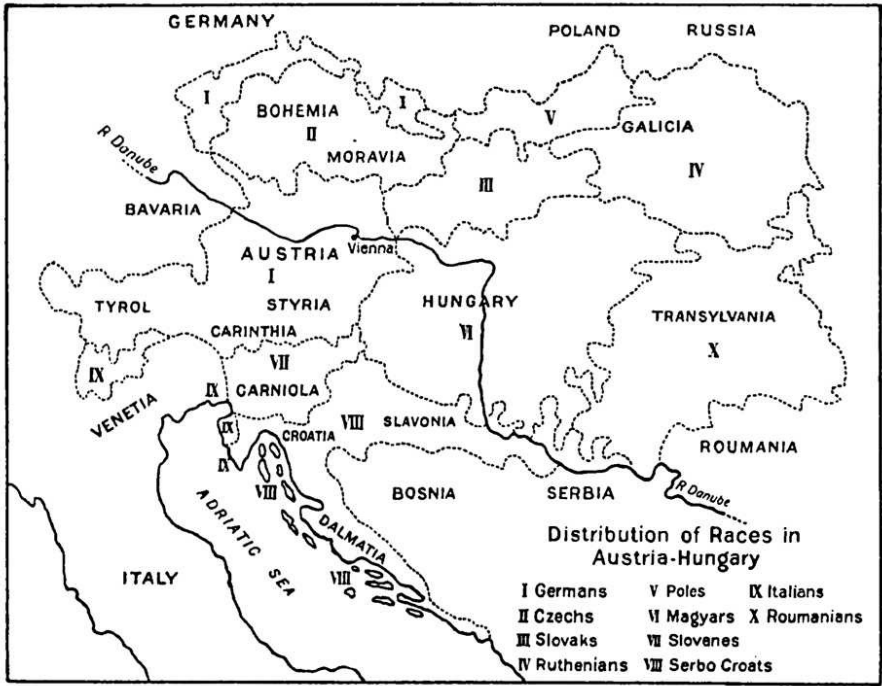 GERMANY
POLAND
RUSSIA
I
BOHEMIA
II
I
V
GALICIA
MORAVIA
R Danube
III
IV
BAVARIA
Vienna
AUSTRIA
I
TYROL
STYRIA
HUNGARY
VI
TRANSYLVANIA
X
CARINTHIA
VII
IX
CARNIOLA
IX
VENETIA
IX
CROATIA
VIII
SLAVONIA
ROUMANIA
IX
VIII
BOSNIA
SERBIA
R Danube
DALMATIA
ADRIATIC SEA
VIII
ITALY
Distribution of Races in
Austria-Hungary
I Germans V Poles IX Italians
II Czechs VI Magyars X Roumanians
III Slovaks VII Slovenes
IV Ruthenians VIII Serbo Croats